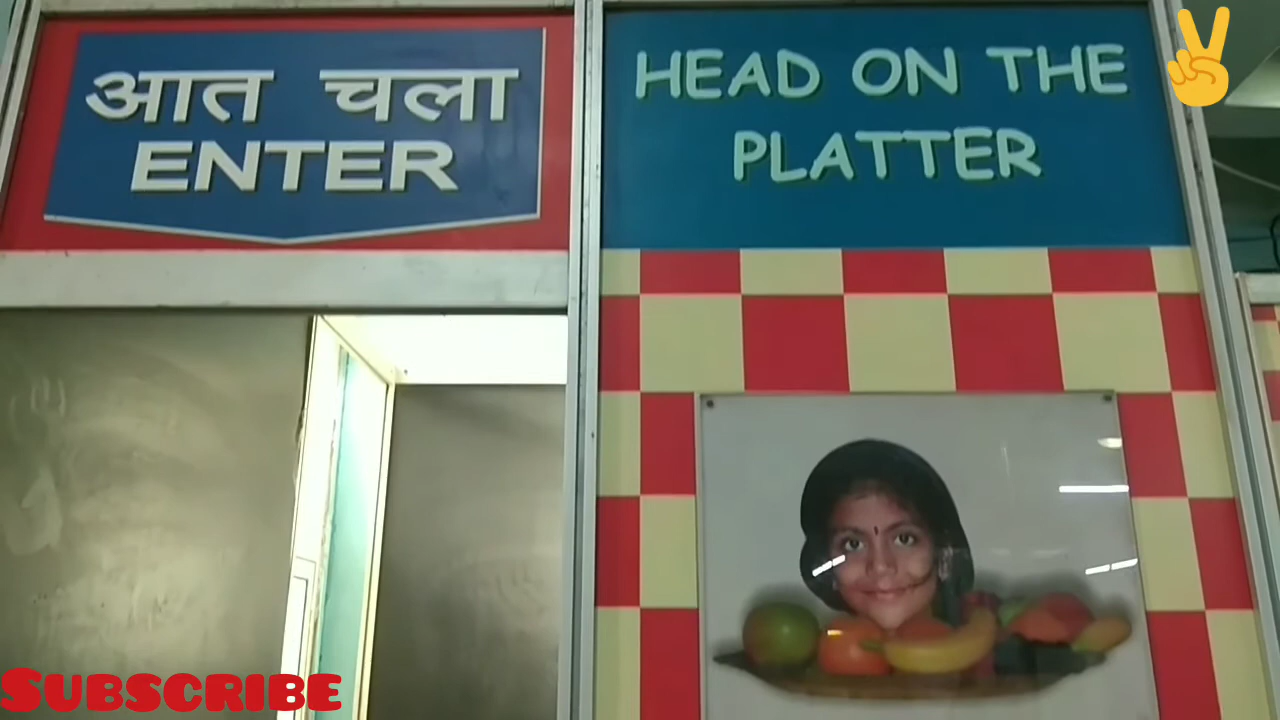 आत चला
ENTER
HEAD ON THE
PLATTER
SUBSCRIBE